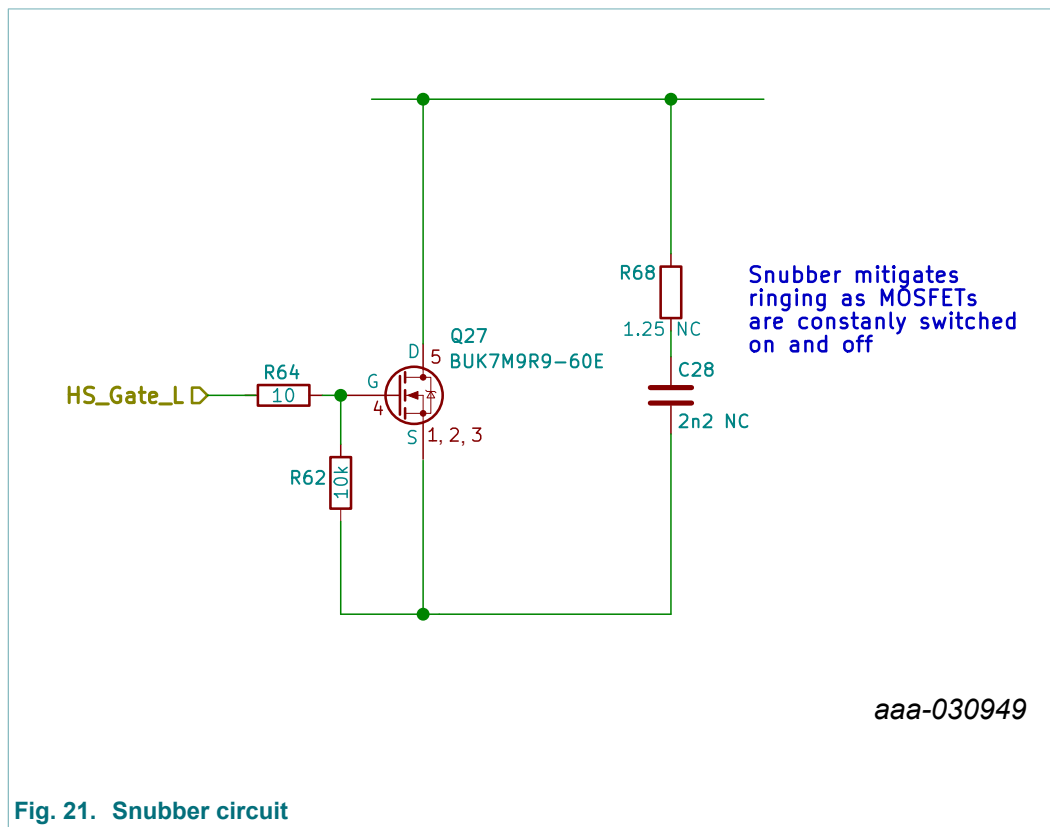 R68
Snubber mitigates
ringing as MOSFETs
are constanly switched
on and off
1.25 NC
Q27
BUK7M9R9-60E
D
5
R64
G
C28
HS_Gate_L
10
4
2n2 NC
S
1, 2, 3
R62
10k
aaa-030949
Fig. 21. Snubber circuit